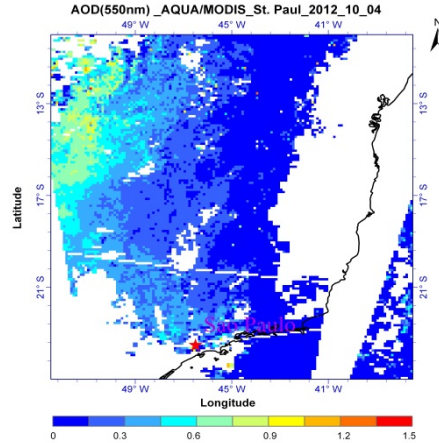 AOD(550nm) _AQUA/MODIS_St. Paul_2012_10_04
N
49° W 45° W 41° W
13° S 13° S
17° S 17° S
21° S 21° S
Latitude
Sao Paulo
49° W 45° W 41° W
Longitude
0 0.3 0.6 0.9 1.2 1.5